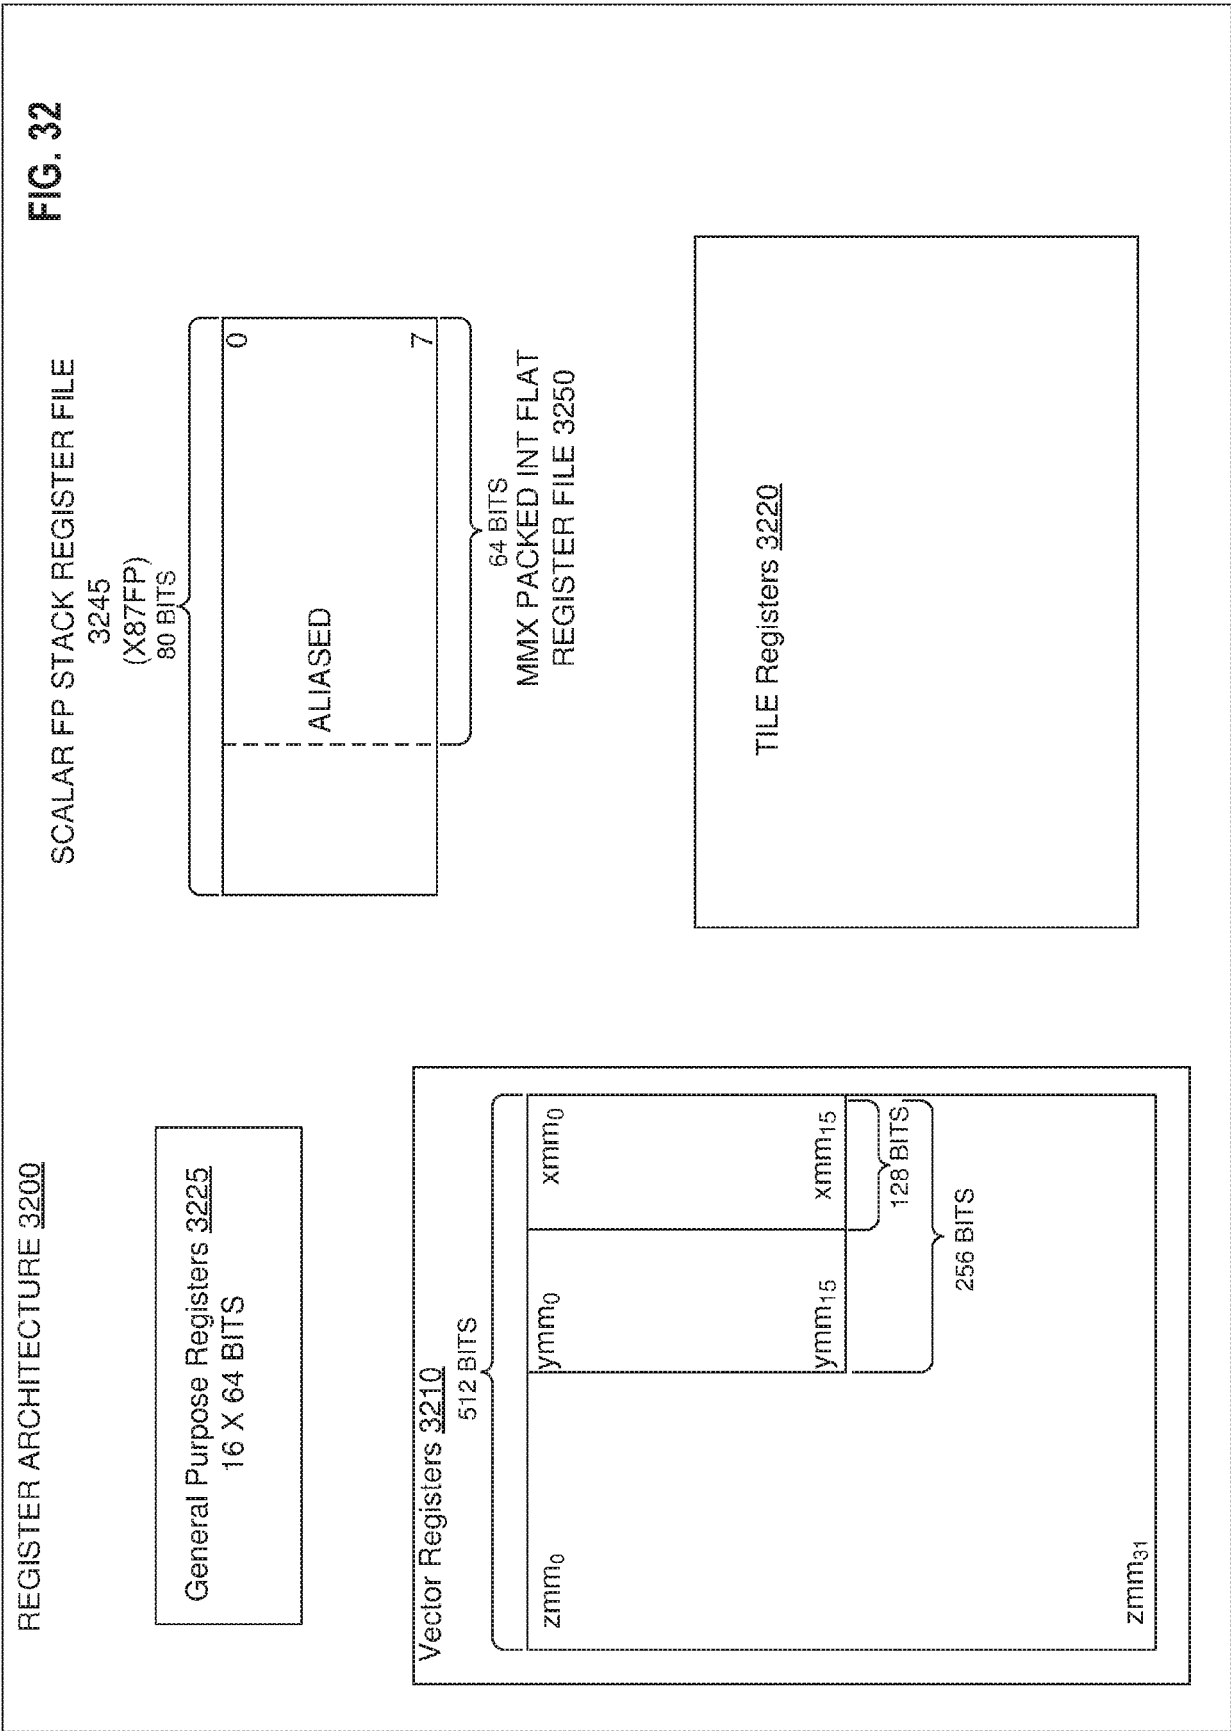 REGISTER ARCHITECTURE 3200
FIG. 32
General Purpose Registers 3225
16 X 64 BITS
Vector Registers 3210
512 BITS
zmm0
ymm0
xmm0
ymm15
xmm15
128 BITS
256 BITS
zmm31
SCALAR FP STACK REGISTER FILE
3245
(X87FP)
80 BITS
0
ALIASED
7
64 BITS
MMX PACKED INT FLAT
REGISTER FILE 3250
TILE Registers 3220